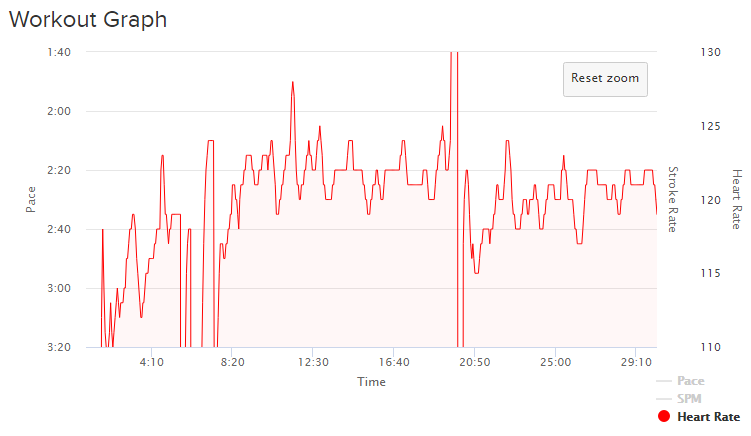 Workout Graph
1:40
2:00
2:20
2:40
3:00
3:20
Pace
130
125
120
115
110
Stroke Rate
Heart Rate
Reset zoom
4:10 8:20 12:30 16:40 20:50 25:00 29:10
Time
Pace
SPM
Heart Rate